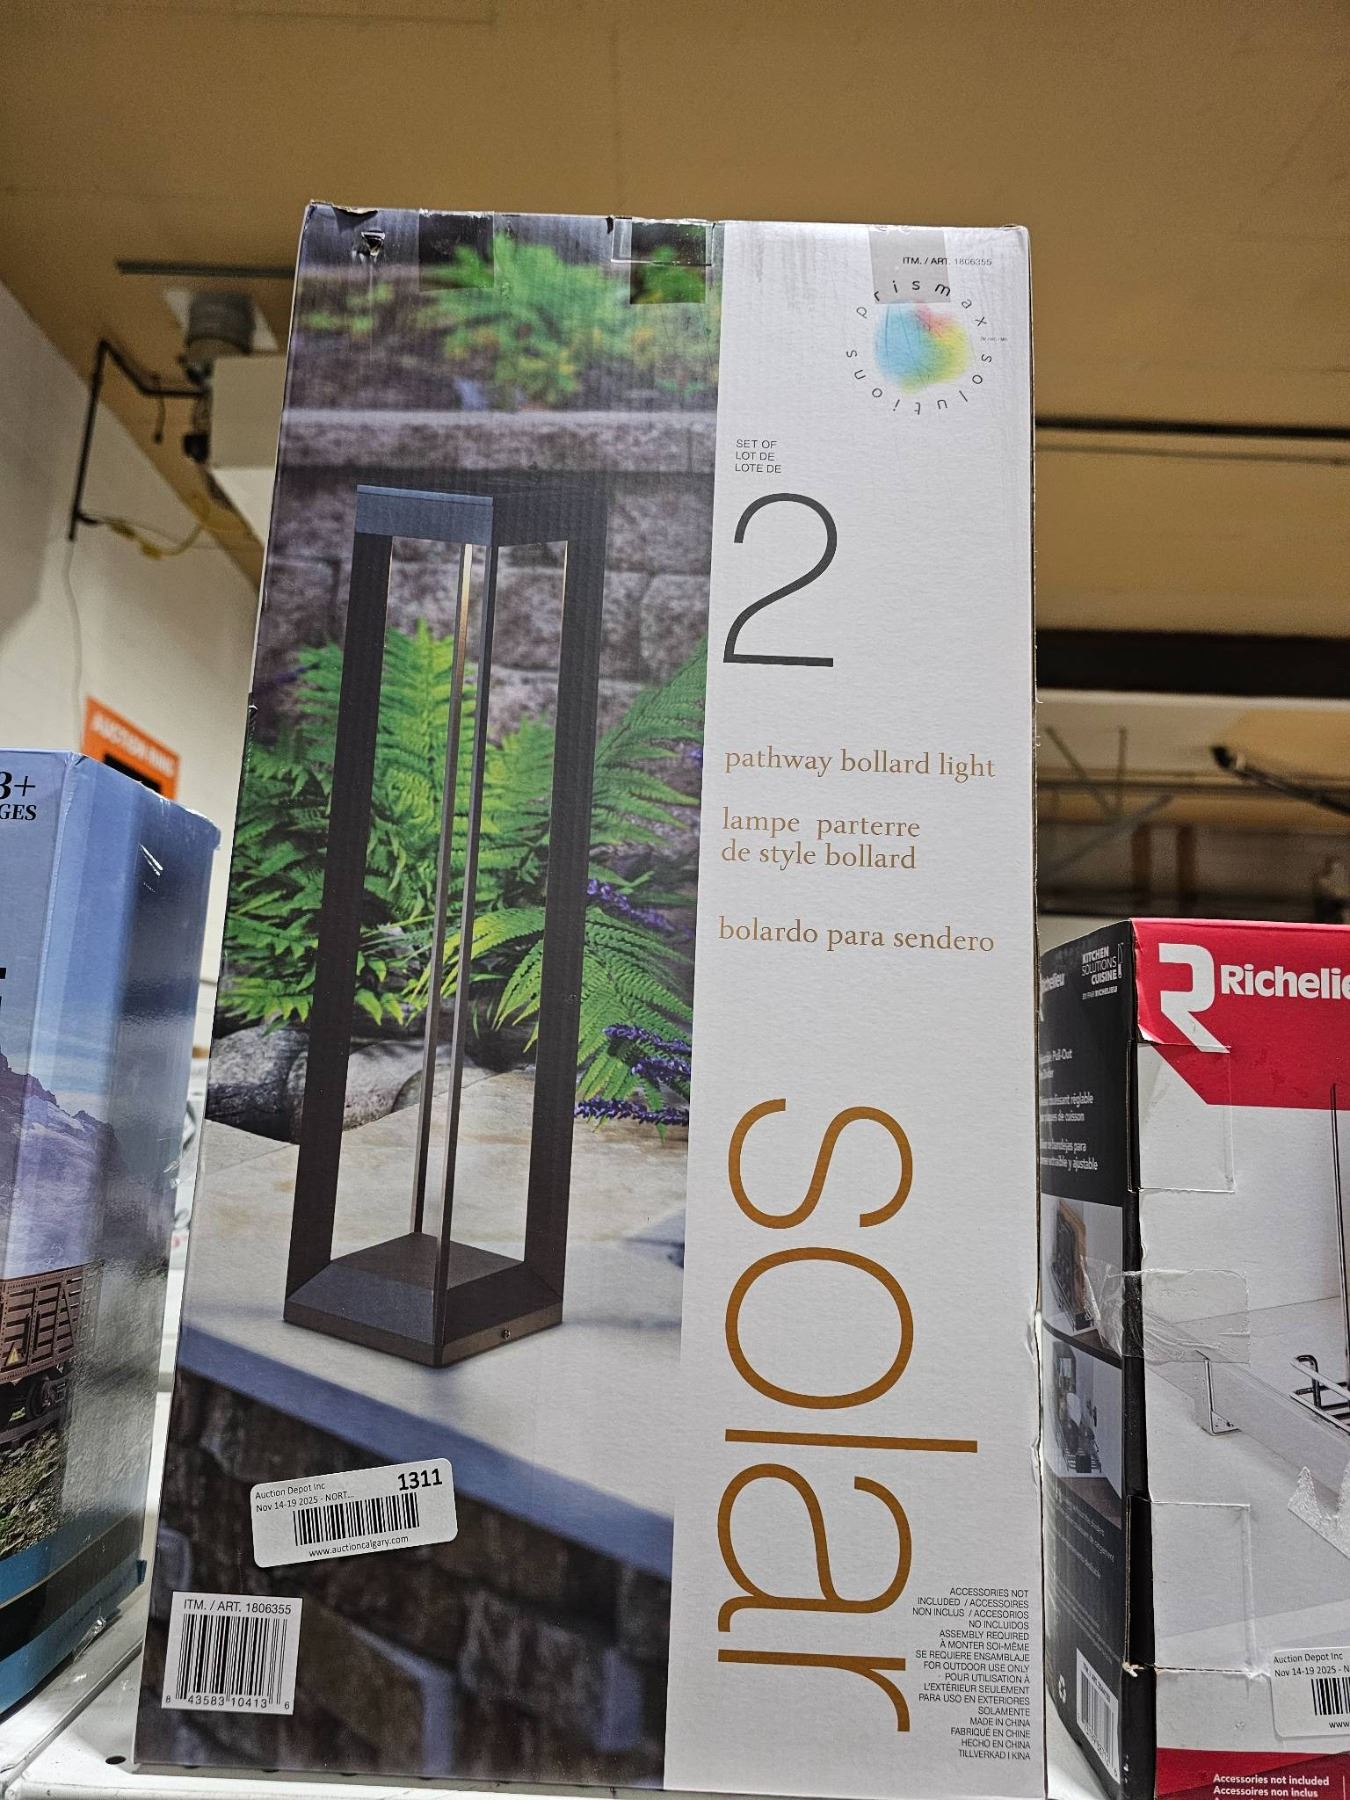 ITM. / ART. 1806355
prismax solutions
SET OF
LOT DE
LOTE DE
2
pathway bollard light
lampe parterre
de style bollard
bolardo para sendero
solar
ACCESSORIES NOT
INCLUDED / ACCESSOIRES
NON INCLUS / ACCESORIOS
NO INCLUIDOS
ASSEMBLY REQUIRED
À MONTER SOI-MÊME
SE REQUIERE ENSAMBLAJE
FOR OUTDOOR USE ONLY
POUR UTILISATION À
L'EXTÉRIEUR SEULEMENT
PARA USO EN EXTERIORES
SOLAMENTE
MADE IN CHINA
FABRIQUÉ EN CHINE
HECHO EN CHINA
TILLVERKAD I KINA
Auction Depot Inc
1311
Nov 14-19 2025 - NORT...
www.auctioncalgary.com
ITM. / ART. 1806355
8 43583 10413 6
3+
GES
KITCHEN
SOLUTIONS
CUISINE
Richelie
Auction Depot Inc
Nov 14-19 2025 - N
www
Accessories not included
Accessoires non inclus